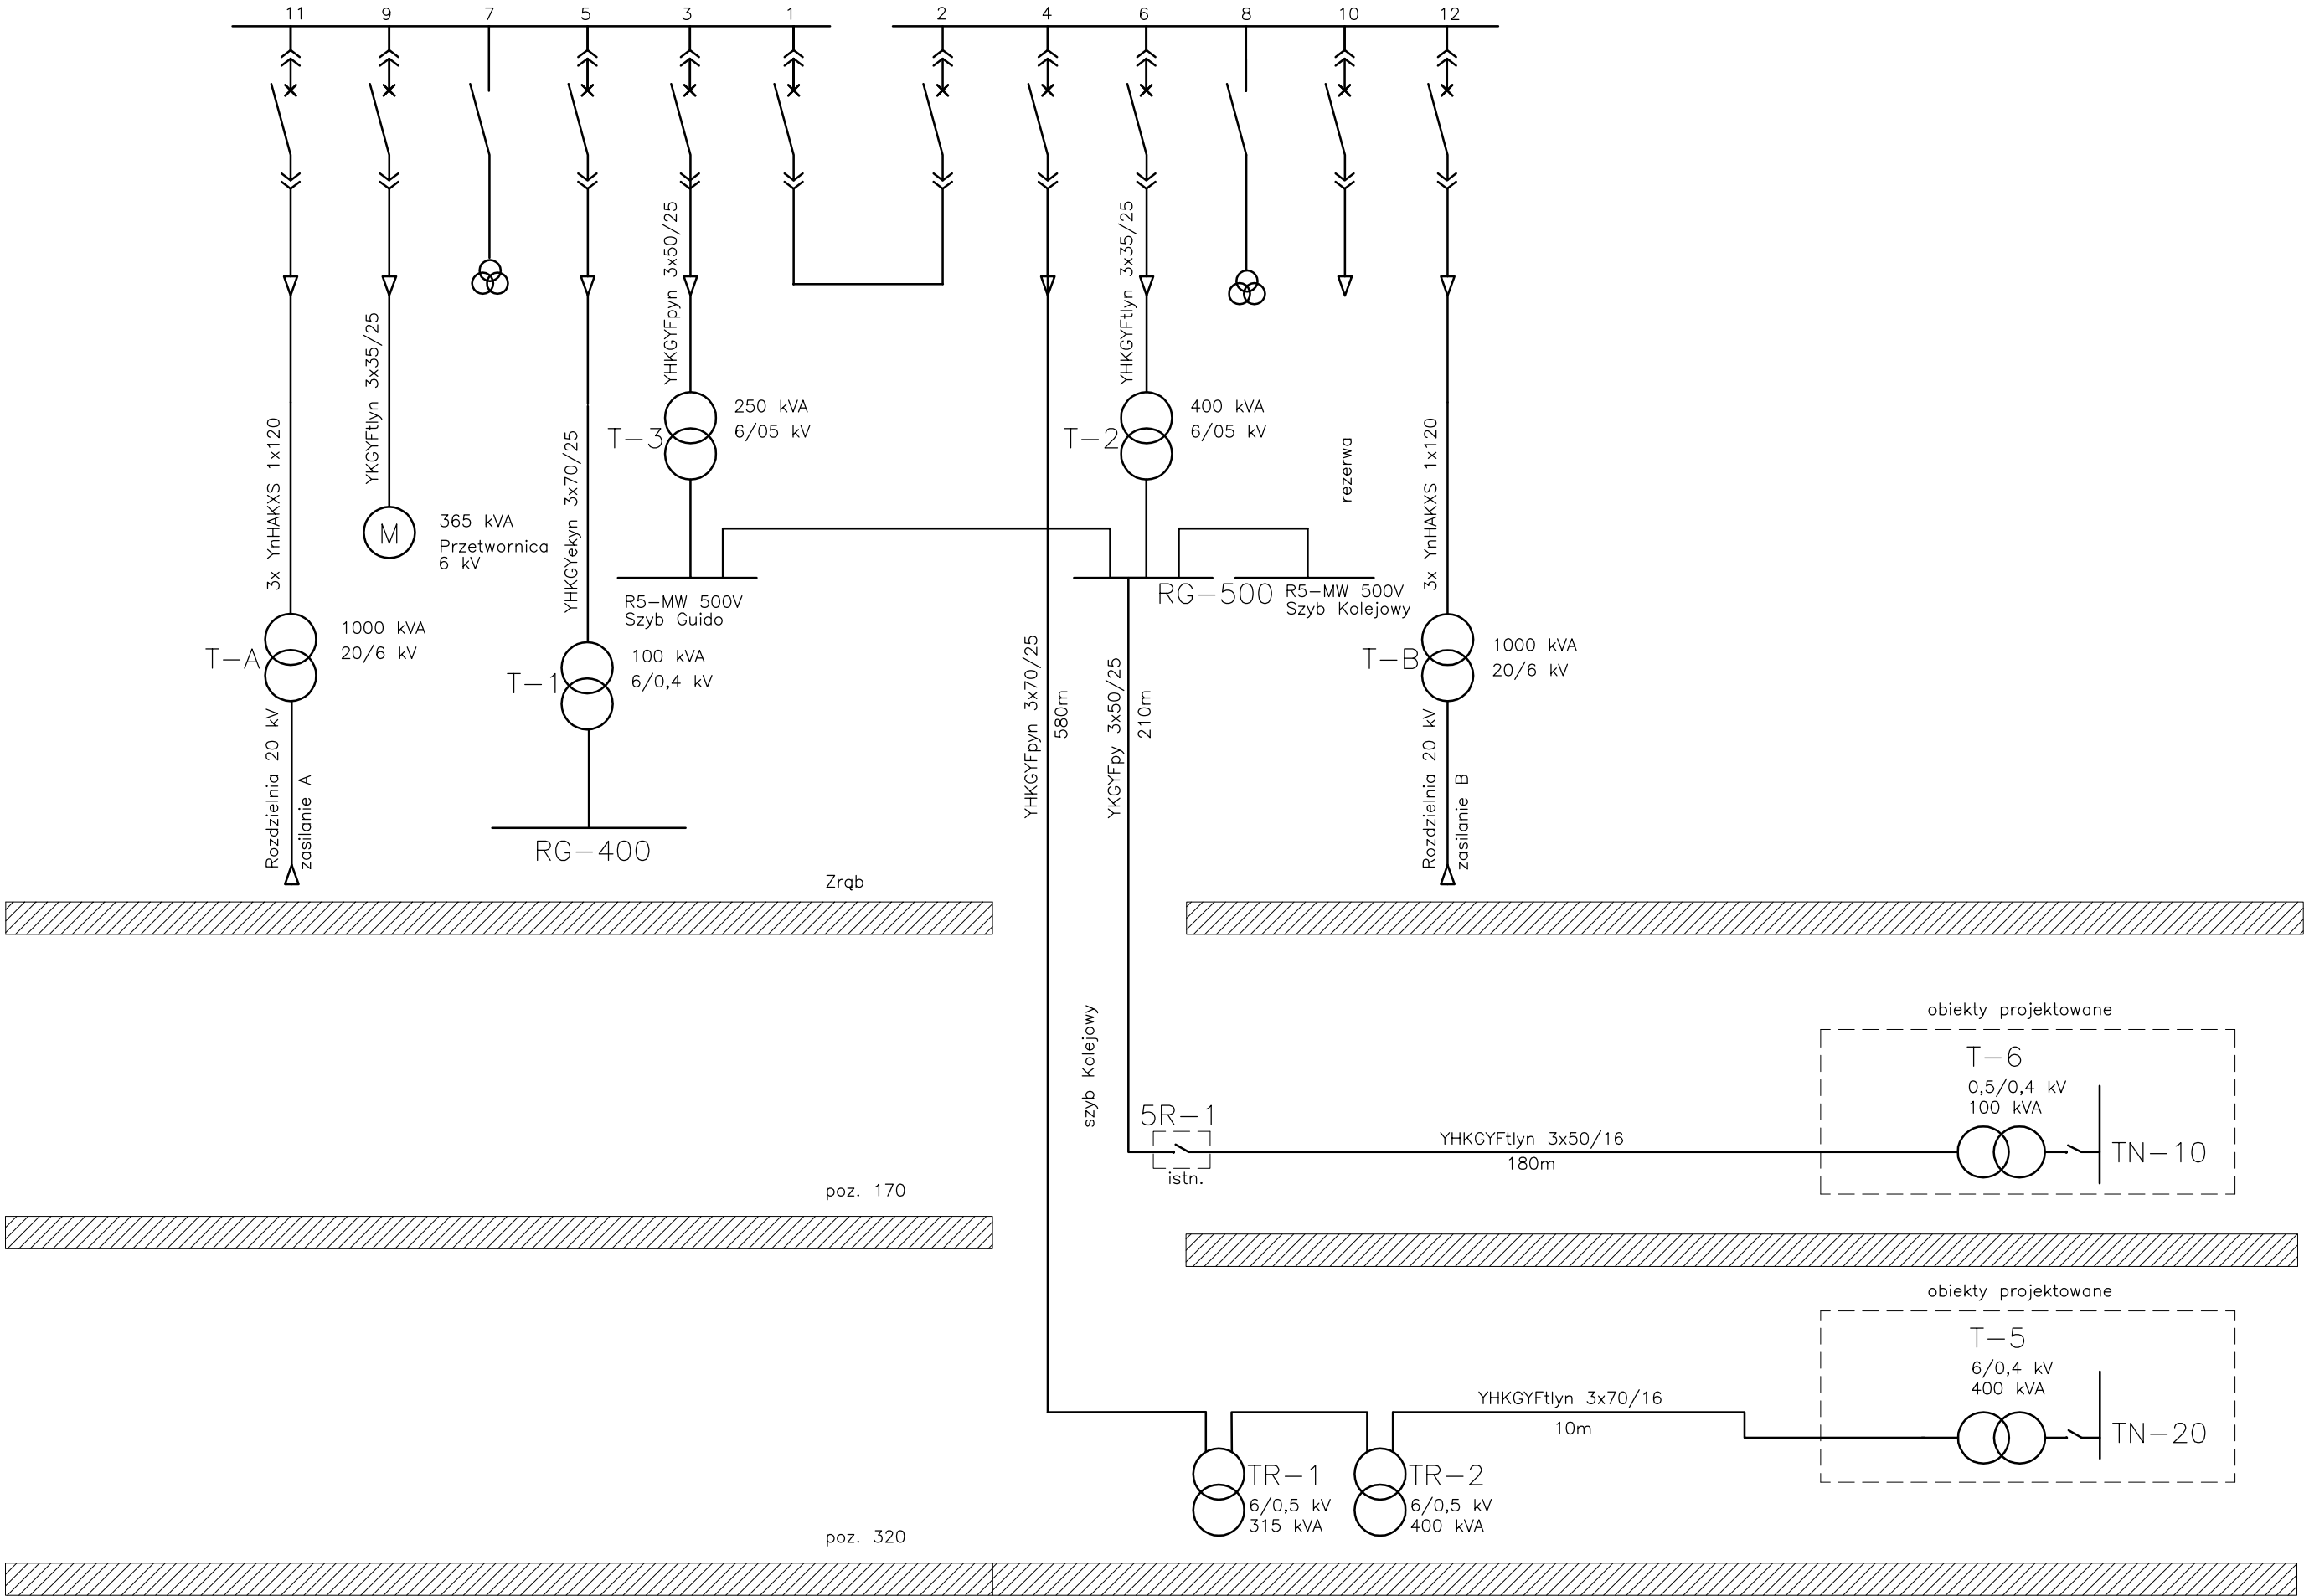 11 9 7 5 3 1 2 4 6 8 10 12
YHKGYFpyn 3x50/25
YHKGYFtlyn 3x35/25
YKGYFtlyn 3x35/25
3x YnHAKXS 1x120
YHKGYekyn 3x70/25
T-3
250 kVA
6/05 kV
T-2
400 kVA
6/05 kV
rezerwa
3x YnHAKXS 1x120
M
365 kVA
Przetwornica
6 kV
R5-MW 500V
Szyb Guido
RG-500
R5-MW 500V
Szyb Kolejowy
T-A
1000 kVA
20/6 kV
T-1
100 kVA
6/0,4 kV
YHKGYFpyn 3x70/25
580m
YKGYFpy 3x50/25
210m
T-B
1000 kVA
20/6 kV
Rozdzielnia 20 kV
zasilanie A
RG-400
Rozdzielnia 20 kV
zasilanie B
Zrąb
szyb Kolejowy
obiekty projektowane
T-6
0,5/0,4 kV
100 kVA
TN-10
5R-1
istn.
YHKGYFtlyn 3x50/16
180m
poz. 170
obiekty projektowane
T-5
6/0,4 kV
400 kVA
TN-20
YHKGYFtlyn 3x70/16
10m
TR-1
6/0,5 kV
315 kVA
TR-2
6/0,5 kV
400 kVA
poz. 320